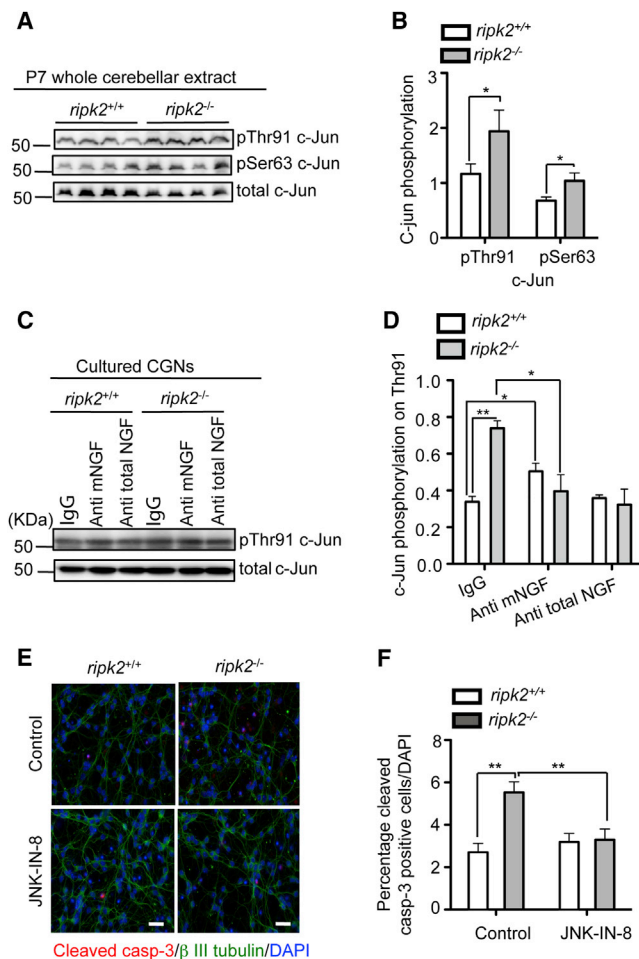 A
P7 whole cerebellar extract
ripk2+/+ ripk2-/-
50 pThr91 c-Jun
50 pSer63 c-Jun
50 total c-Jun
B
ripk2+/+
ripk2-/-
C-jun phosphorylation
3
2
1
0
* *
pThr91 pSer63
c-Jun
C
Cultured CGNs
ripk2+/+ ripk2-/-
(KDa) IgG Anti mNGF Anti total NGF IgG Anti mNGF Anti total NGF
50 pThr91 c-Jun
50 total c-Jun
D
ripk2+/+
ripk2-/-
c-Jun phosphorylation on Thr91
1.0
0.8
0.6
0.4
0.2
0.0
*
*
**
IgG Anti mNGF Anti total NGF
E
ripk2+/+ ripk2-/-
Control
JNK-IN-8
Cleaved casp-3/β III tubulin/DAPI
F
ripk2+/+
ripk2-/-
Percentage cleaved
casp-3 positive cells/DAPI
8
6
4
2
0
** **
Control JNK-IN-8